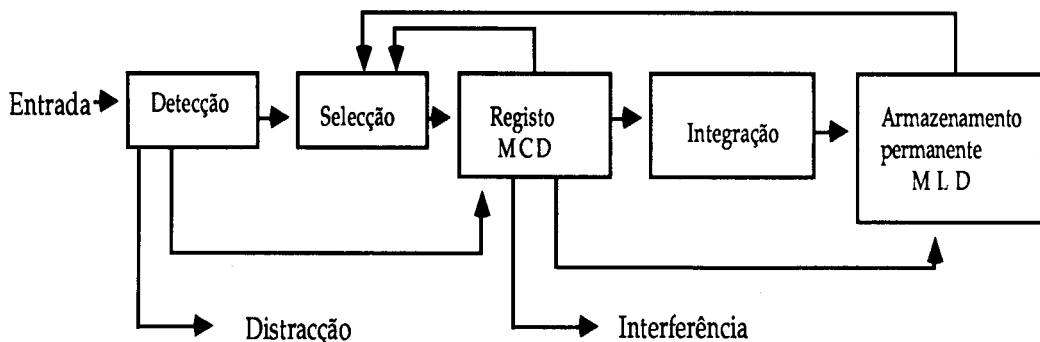 Entrada
Detecção
Selecção
Registo
MCD
Integração
Armazenamento
permanente
M L D
Distracção
Interferência